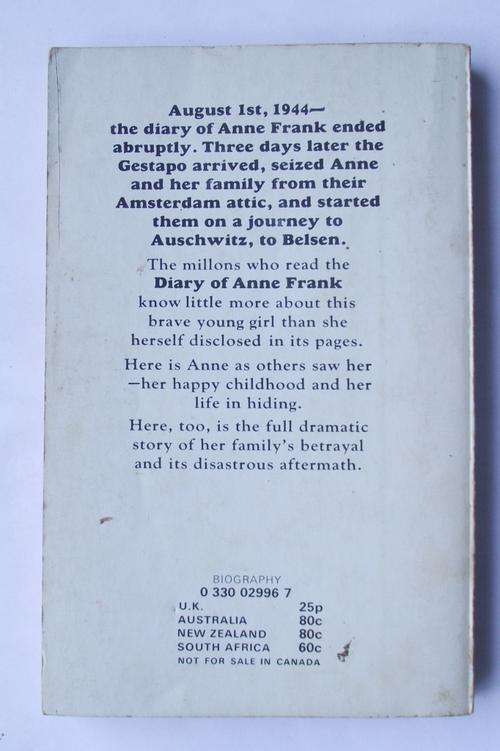 August 1st, 1944—
the diary of Anne Frank ended
abruptly. Three days later the
Gestapo arrived, seized Anne
and her family from their
Amsterdam attic, and started
them on a journey to
Auschwitz, to Belsen.
The millons who read the
Diary of Anne Frank
know little more about this
brave young girl than she
herself disclosed in its pages.
Here is Anne as others saw her
—her happy childhood and her
life in hiding.
Here, too, is the full dramatic
story of her family's betrayal
and its disastrous aftermath.
BIOGRAPHY
0 330 02996 7
U.K. 25p
AUSTRALIA 80c
NEW ZEALAND 80c
SOUTH AFRICA 60c
NOT FOR SALE IN CANADA